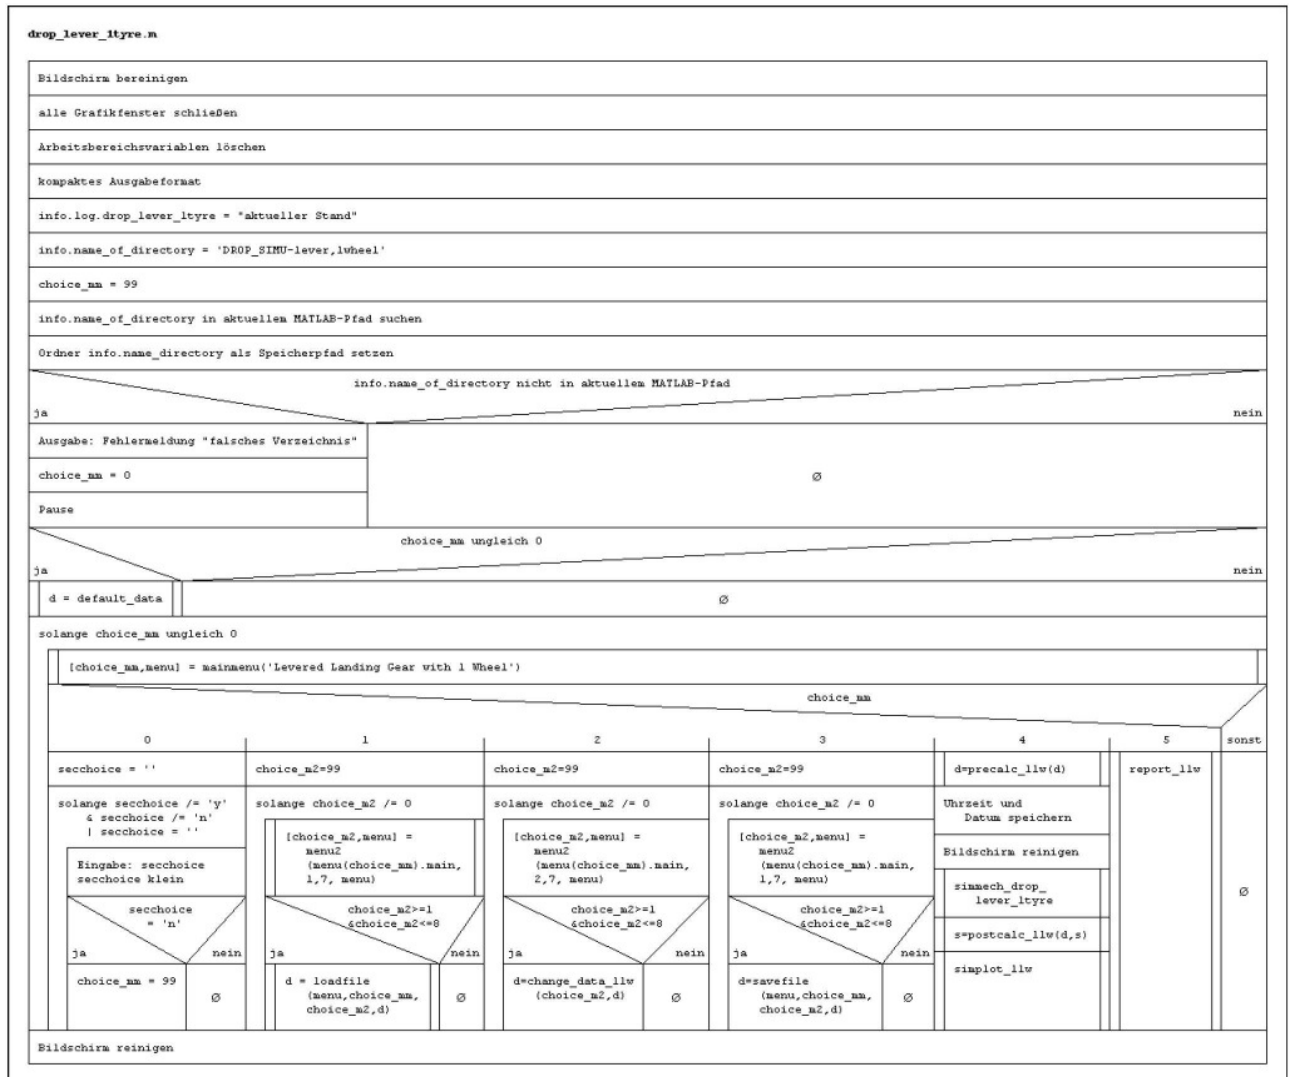 drop_lever_1tyre.m
Bildschirm bereinigen
alle Grafikfenster schließen
Arbeitsbereichsvariablen löschen
kompaktes Ausgabeformat
info.log.drop_lever_1tyre = "aktueller Stand"
info.name_of_directory = 'DROP_SIMU-lever,1wheel'
choice_mm = 99
info.name_of_directory in aktuellem MATLAB-Pfad suchen
Ordner info.name_directory als Speicherpfad setzen
info.name_of_directory nicht in aktuellem MATLAB-Pfad
ja
nein
Ausgabe: Fehlermeldung "falsches Verzeichnis"
choice_mm = 0
Pause
∅
choice_mm ungleich 0
ja
nein
d = default_data
∅
solange choice_mm ungleich 0
[choice_mm,menu] = mainmenu('Levered Landing Gear with 1 Wheel')
choice_mm
0
1
2
3
4
5
sonst
secchoice = ''
solange secchoice /= 'y'
& secchoice /= 'n'
| secchoice = ''
Eingabe: secchoice
secchoice klein
secchoice
= 'n'
ja
nein
choice_mm = 99
∅
choice_m2=99
solange choice_m2 /= 0
[choice_m2,menu] =
menu2
(menu(choice_mm).main,
1,7, menu)
choice_m2>=1
&choice_m2<=8
ja
nein
d = loadfile
(menu,choice_mm,
choice_m2,d)
∅
choice_m2=99
solange choice_m2 /= 0
[choice_m2,menu] =
menu2
(menu(choice_mm).main,
2,7, menu)
choice_m2>=1
&choice_m2<=8
ja
nein
d=change_data_llw
(choice_m2,d)
∅
choice_m2=99
solange choice_m2 /= 0
[choice_m2,menu] =
menu2
(menu(choice_mm).main,
1,7, menu)
choice_m2>=1
&choice_m2<=8
ja
nein
d=savefile
(menu,choice_mm,
choice_m2,d)
∅
d=precalc_llw(d)
Uhrzeit und
Datum speichern
Bildschirm reinigen
simmech_drop_
lever_1tyre
s=postcalc_llw(d,s)
simplot_llw
report_llw
∅
Bildschirm reinigen